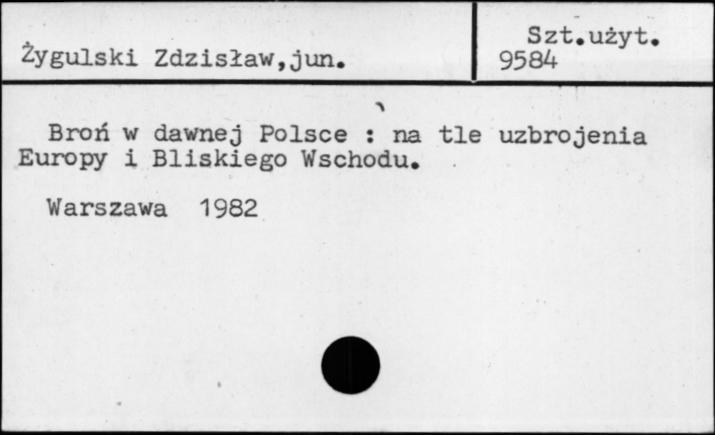 Szt.użyt.
Żygulski Zdzisław,jun.
9584
Broń w dawnej Polsce : na tle uzbrojenia
Europy i Bliskiego Wschodu.
Warszawa 1982